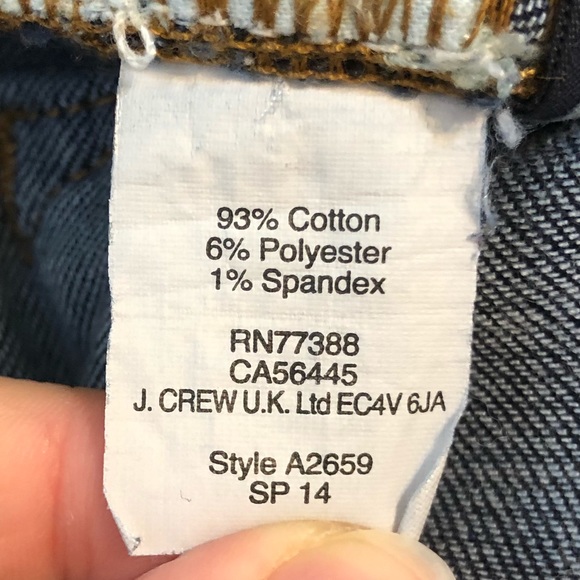 93% Cotton
6% Polyester
1% Spandex
RN77388
CA56445
J. CREW U.K. Ltd EC4V 6JA
Style A2659
SP 14